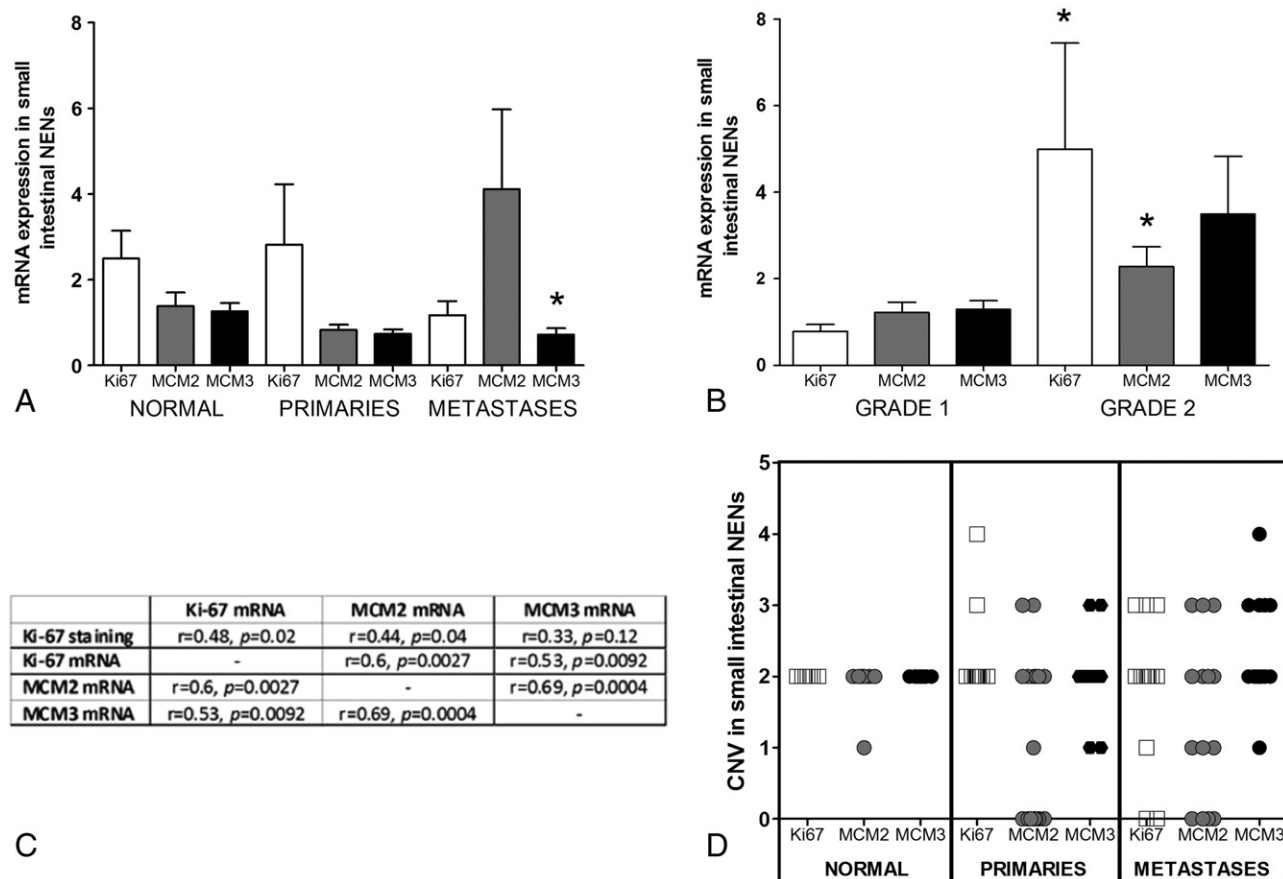 mRNA expression in small
intestinal NENs
8
6
4
2
0
*
Ki67 MCM2 MCM3 Ki67 MCM2 MCM3 Ki67 MCM2 MCM3
NORMAL PRIMARIES METASTASES
A
mRNA expression in small
intestinal NENs
8
6
4
2
0
*
*
Ki67 MCM2 MCM3 Ki67 MCM2 MCM3
GRADE 1 GRADE 2
B
Ki-67 mRNA MCM2 mRNA MCM3 mRNA
Ki-67 staining r=0.48, p=0.02 r=0.44, p=0.04 r=0.33, p=0.12
Ki-67 mRNA - r=0.6, p=0.0027 r=0.53, p=0.0092
MCM2 mRNA r=0.6, p=0.0027 - r=0.69, p=0.0004
MCM3 mRNA r=0.53, p=0.0092 r=0.69, p=0.0004 -
C
CNV in small intestinal NENs
5
4
3
2
1
0
Ki67 MCM2 MCM3 Ki67 MCM2 MCM3 Ki67 MCM2 MCM3
NORMAL PRIMARIES METASTASES
D